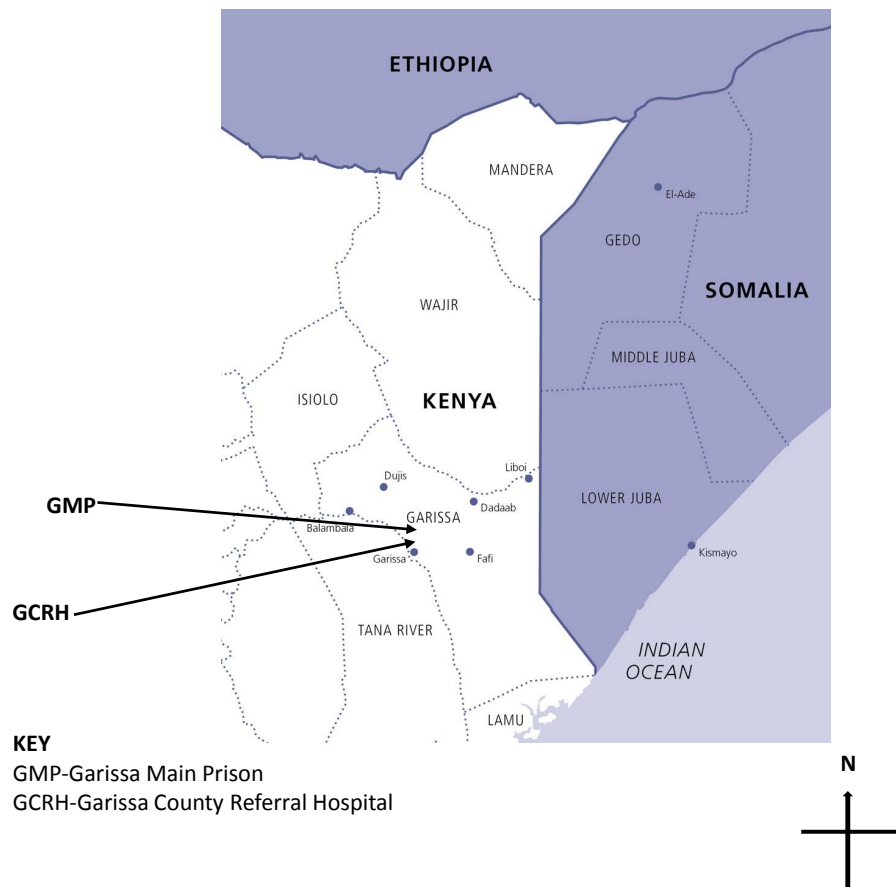 ETHIOPIA
MANDERA
El-Ade
GEDO
SOMALIA
WAJIR
MIDDLE JUBA
ISIOLO
KENYA
Liboi
Dujis
LOWER JUBA
GMP
Dadaab
GARISSA
Balambala
Garissa
Fafi
Kismayo
GCRH
TANA RIVER
INDIAN
OCEAN
LAMU
KEY
GMP-Garissa Main Prison
GCRH-Garissa County Referral Hospital
N